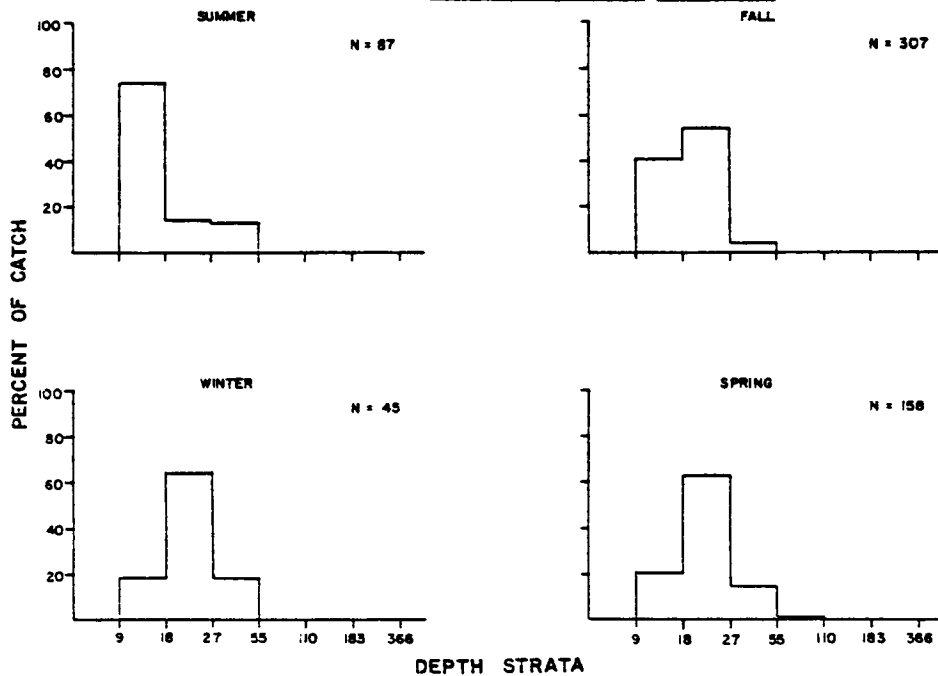 SUMMER
FALL
100
80
60
40
20
N = 87
N = 307
PERCENT OF CATCH
WINTER
SPRING
100
80
60
40
20
N = 45
N = 158
9 18 27 55 110 183 366
9 18 27 55 110 183 366
DEPTH STRATA